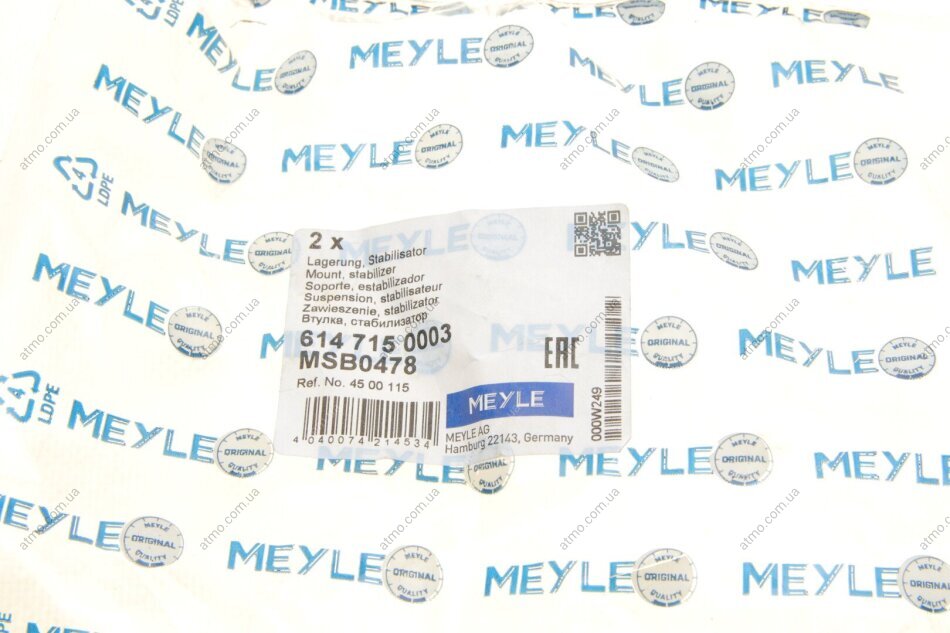 MEYLE
ORIGINAL
QUALITY
LDPE
atmo.com.ua
2 x
Lagerung, Stabilisator
Mount, stabilizer
Soporte, estabilizador
Suspension, stabilisateur
Zawieszenie, stabilizator
Втулка, стабилизатор
614 715 0003
MSB0478
Ref. No. 45 00 115
4 040074 214534
EAC
MEYLE
MEYLE AG
Hamburg 22143, Germany
000W249